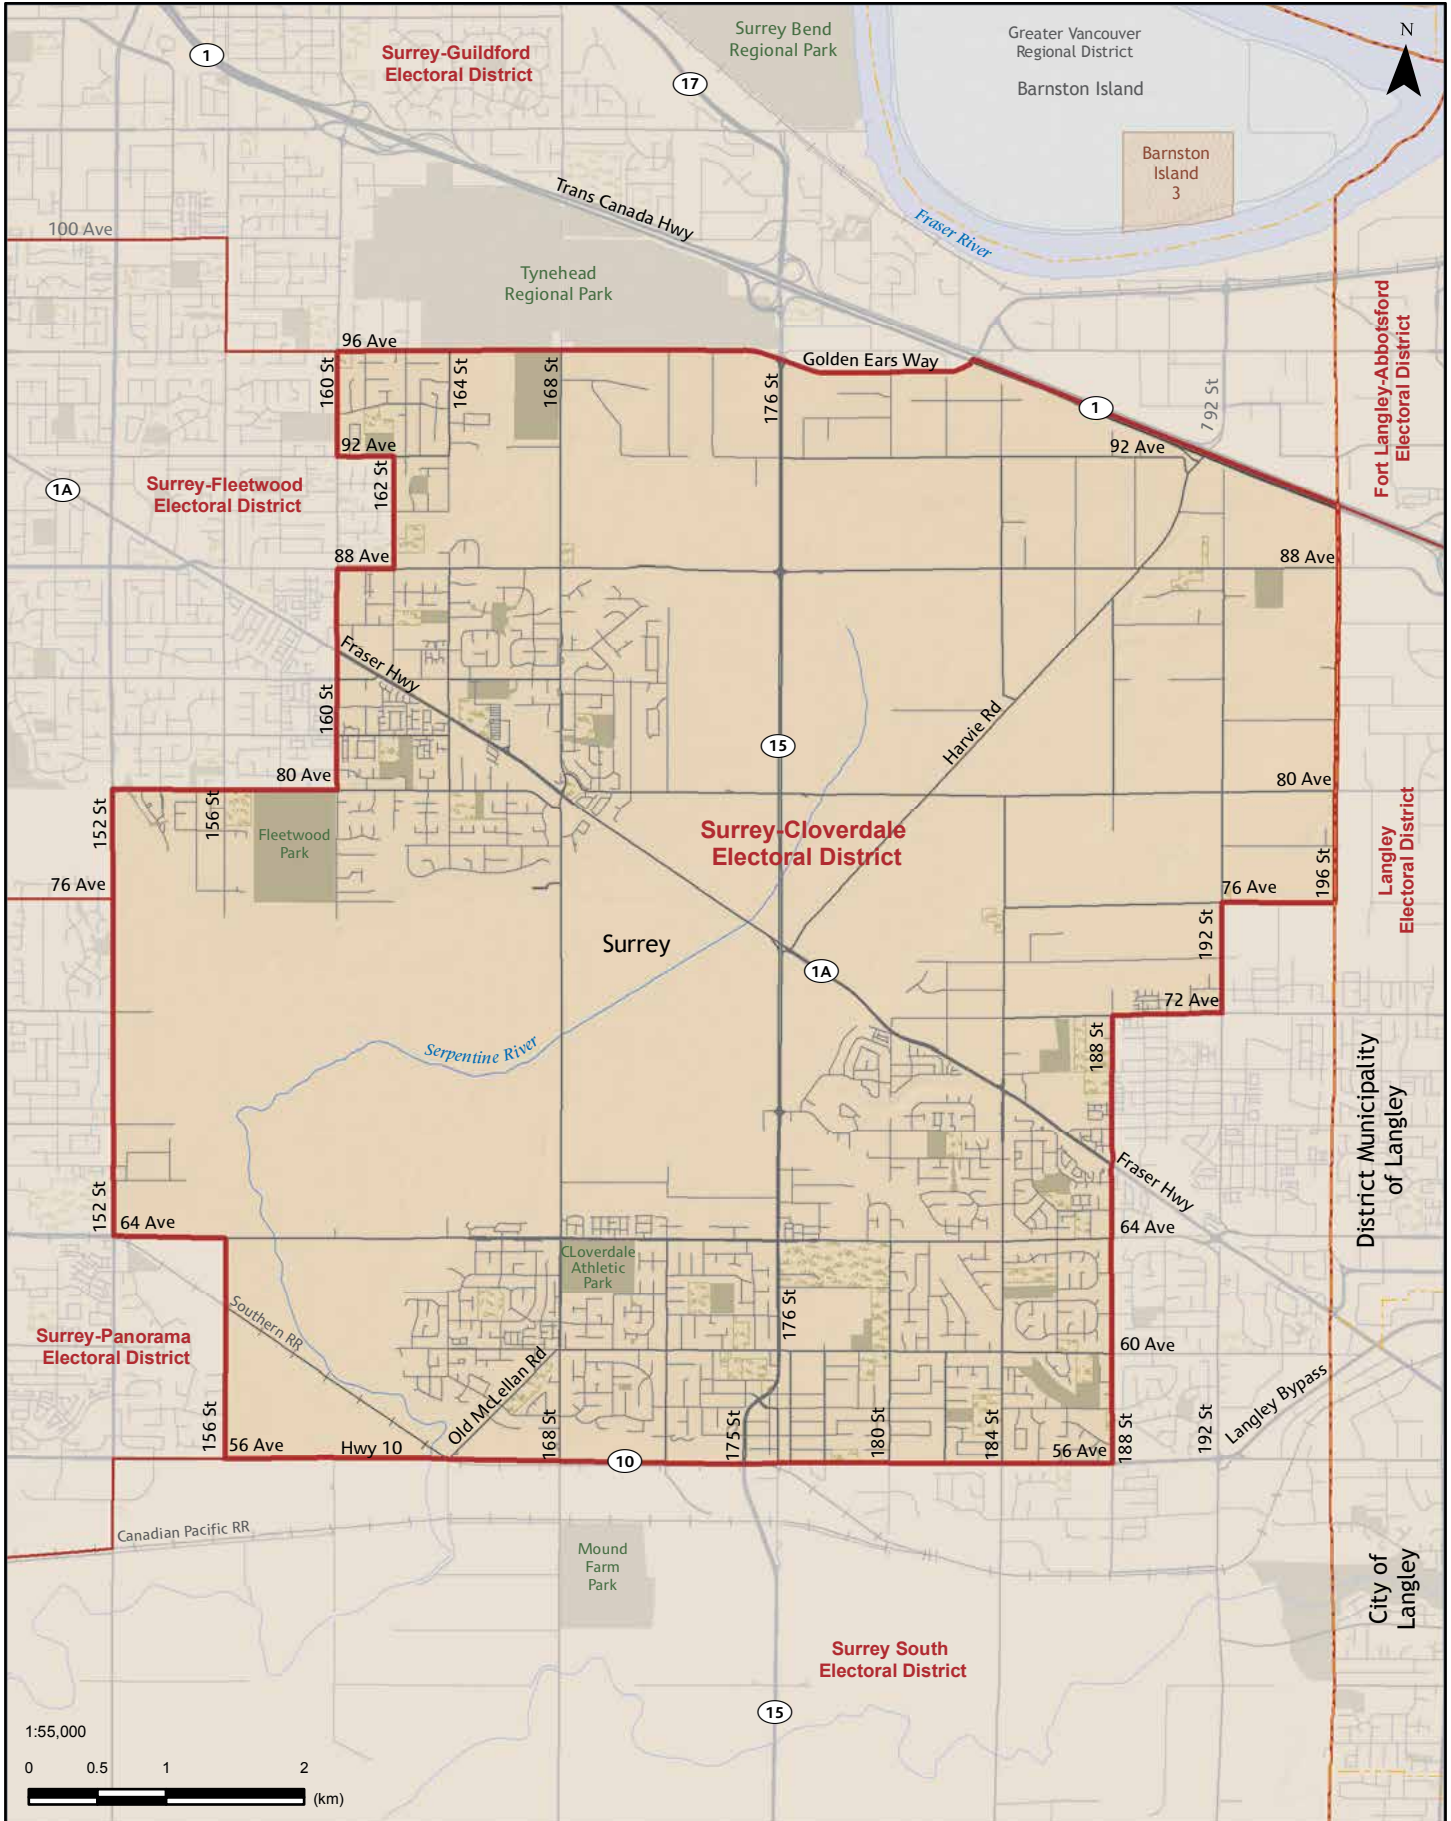 1
Surrey-Guildford
Electoral District
17
Surrey Bend
Regional Park
Greater Vancouver
Regional District
Barnston Island
N
Barnston
Island
3
Trans Canada Hwy
Fraser River
100 Ave
Tynehead
Regional Park
Fort Langley-Abbotsford
Electoral District
96 Ave
Golden Ears Way
160 St
164 St
168 St
176 St
1
792 St
92 Ave
92 Ave
1A
Surrey-Fleetwood
Electoral District
162 St
88 Ave
88 Ave
Fraser Hwy
160 St
15
Harvie Rd
80 Ave
80 Ave
152 St
156 St
Fleetwood
Park
Surrey-Cloverdale
Electoral District
Langley
Electoral District
196 St
76 Ave
76 Ave
192 St
Surrey
1A
72 Ave
188 St
Serpentine River
District Municipality
of Langley
Fraser Hwy
152 St
64 Ave
64 Ave
CLoverdale
Athletic
Park
Southern RR
176 St
Surrey-Panorama
Electoral District
60 Ave
Old McLellan Rd
Langley Bypass
156 St
56 Ave
Hwy 10
168 St
10
175 St
180 St
184 St
56 Ave
188 St
192 St
Canadian Pacific RR
Mound
Farm
Park
City of
Langley
Surrey South
Electoral District
15
1:55,000
0 0.5 1 2
(km)